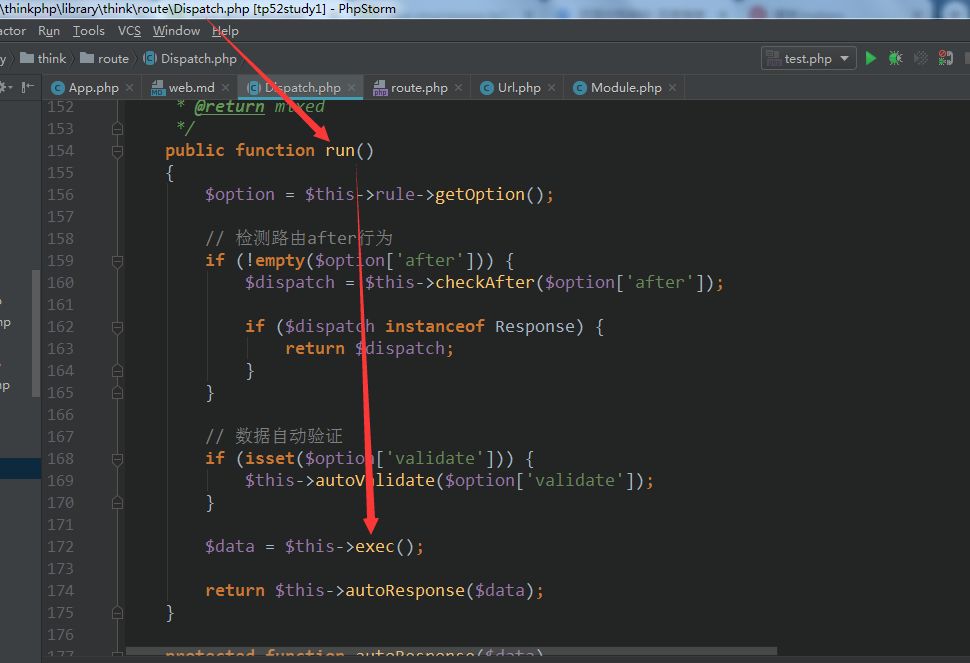 \thinkphp\library\think\route\Dispatch.php [tp52study1] - PhpStorm
actor Run Tools VCS Window Help
y think route Dispatch.php test.php
App.php web.md Dispatch.php route.php Url.php Module.php
152 * @return mixed
153 */
154 public function run()
155 {
156 $option = $this->rule->getOption();
157
158 // 检测路由after行为
159 if (!empty($option['after'])) {
160 $dispatch = $this->checkAfter($option['after']);
161
162 if ($dispatch instanceof Response) {
163 return $dispatch;
164 }
165 }
166
167 // 数据自动验证
168 if (isset($option['validate'])) {
169 $this->autoValidate($option['validate']);
170 }
171
172 $data = $this->exec();
173
174 return $this->autoResponse($data);
175 }
176
177 protected function autoResponse($data)